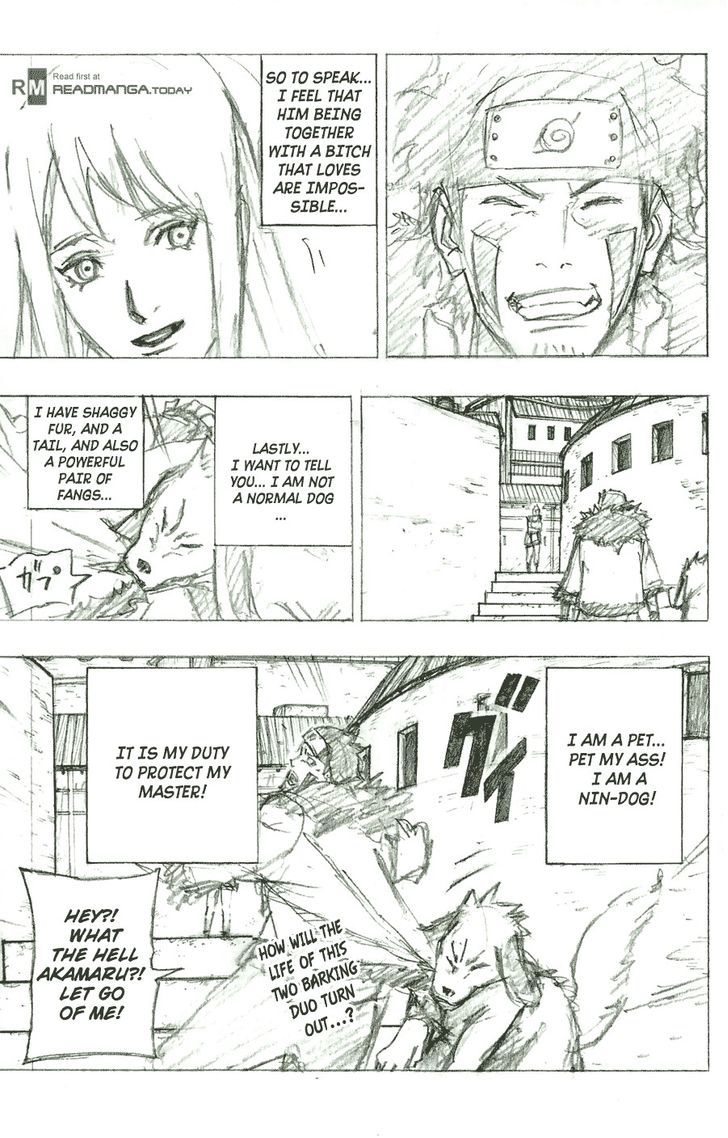 Read first at
RM READMANGA.TODAY
SO TO SPEAK...
I FEEL THAT
HIM BEING
TOGETHER
WITH A BITCH
THAT LOVES
ARE IMPOS-
SIBLE...
LASTLY...
I WANT TO TELL
YOU... I AM NOT
A NORMAL DOG
...
I HAVE SHAGGY
FUR, AND A
TAIL, AND ALSO
A POWERFUL
PAIR OF
FANGS...
ガプ
I AM A PET...
PET MY ASS!
I AM A
NIN-DOG!
グイ
IT IS MY DUTY
TO PROTECT MY
MASTER!
HEY?!
WHAT
THE HELL
AKAMARU?!
LET GO
OF ME!
HOW WILL THE
LIFE OF THIS
TWO BARKING
DUO TURN
OUT...?